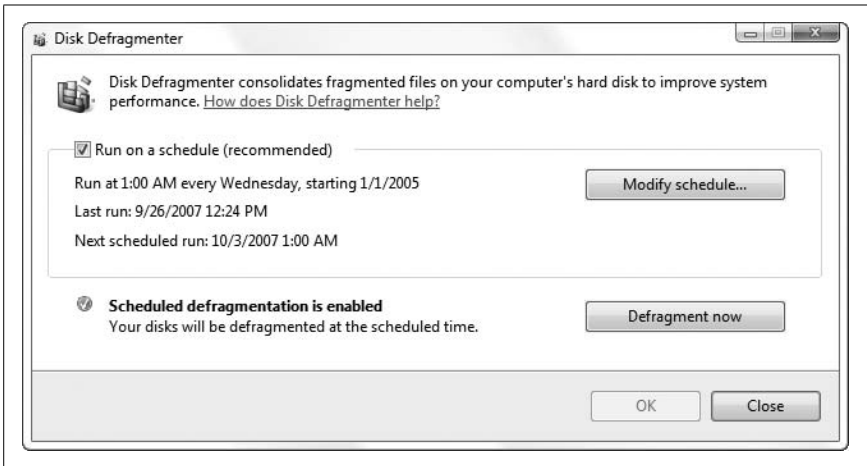 Disk Defragmenter
Disk Defragmenter consolidates fragmented files on your computer's hard disk to improve system
performance. How does Disk Defragmenter help?
Run on a schedule (recommended)
Run at 1:00 AM every Wednesday, starting 1/1/2005
Modify schedule...
Last run: 9/26/2007 12:24 PM
Next scheduled run: 10/3/2007 1:00 AM
Scheduled defragmentation is enabled
Your disks will be defragmented at the scheduled time.
Defragment now
OK
Close